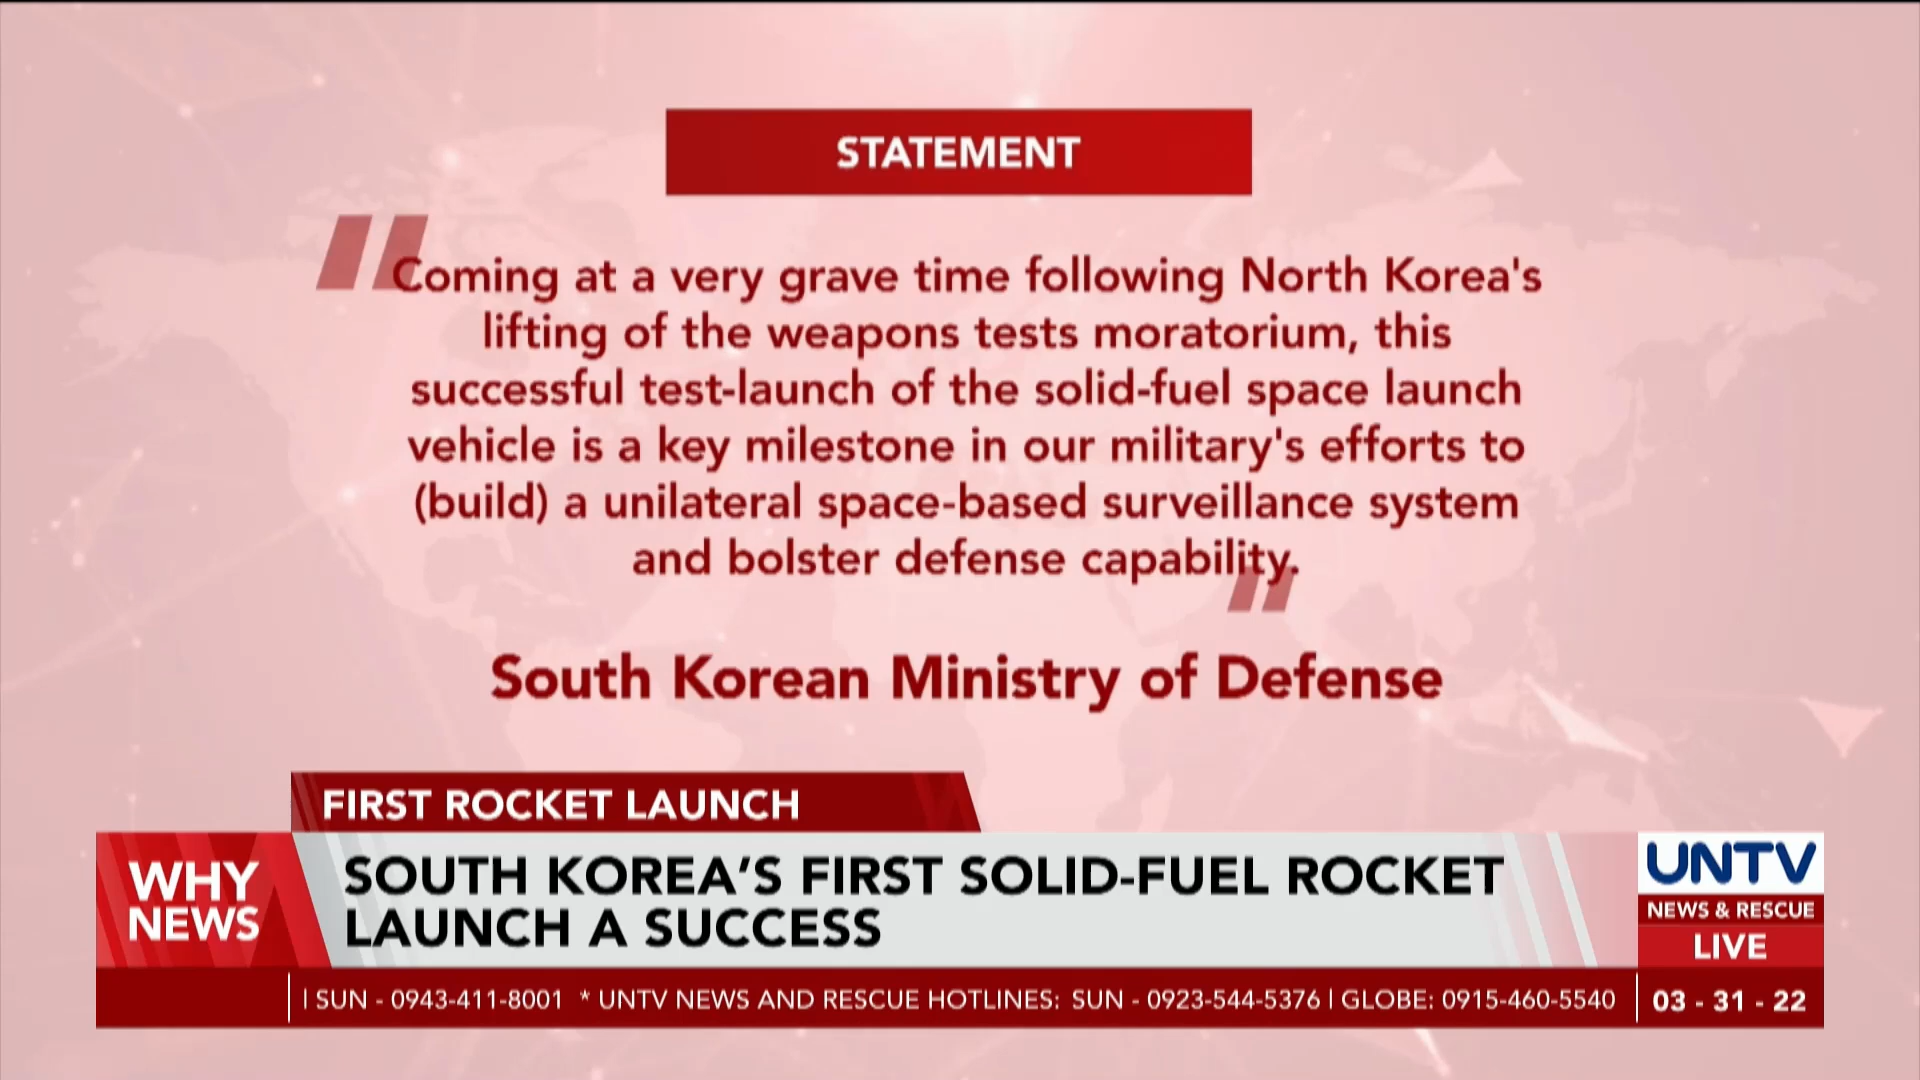 STATEMENT
"Coming at a very grave time following North Korea's
lifting of the weapons tests moratorium, this
successful test-launch of the solid-fuel space launch
vehicle is a key milestone in our military's efforts to
(build) a unilateral space-based surveillance system
and bolster defense capability."
South Korean Ministry of Defense
FIRST ROCKET LAUNCH
WHY
NEWS
SOUTH KOREA'S FIRST SOLID-FUEL ROCKET
LAUNCH A SUCCESS
UNTV
NEWS & RESCUE
LIVE
| SUN - 0943-411-8001 * UNTV NEWS AND RESCUE HOTLINES: SUN - 0923-544-5376 | GLOBE: 0915-460-5540
03 - 31 - 22